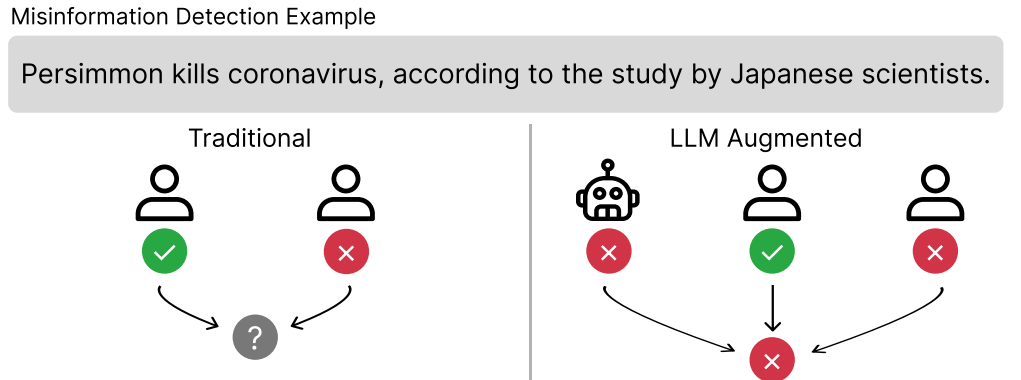 Misinformation Detection Example
Persimmon kills coronavirus, according to the study by Japanese scientists.
Traditional
LLM Augmented
?